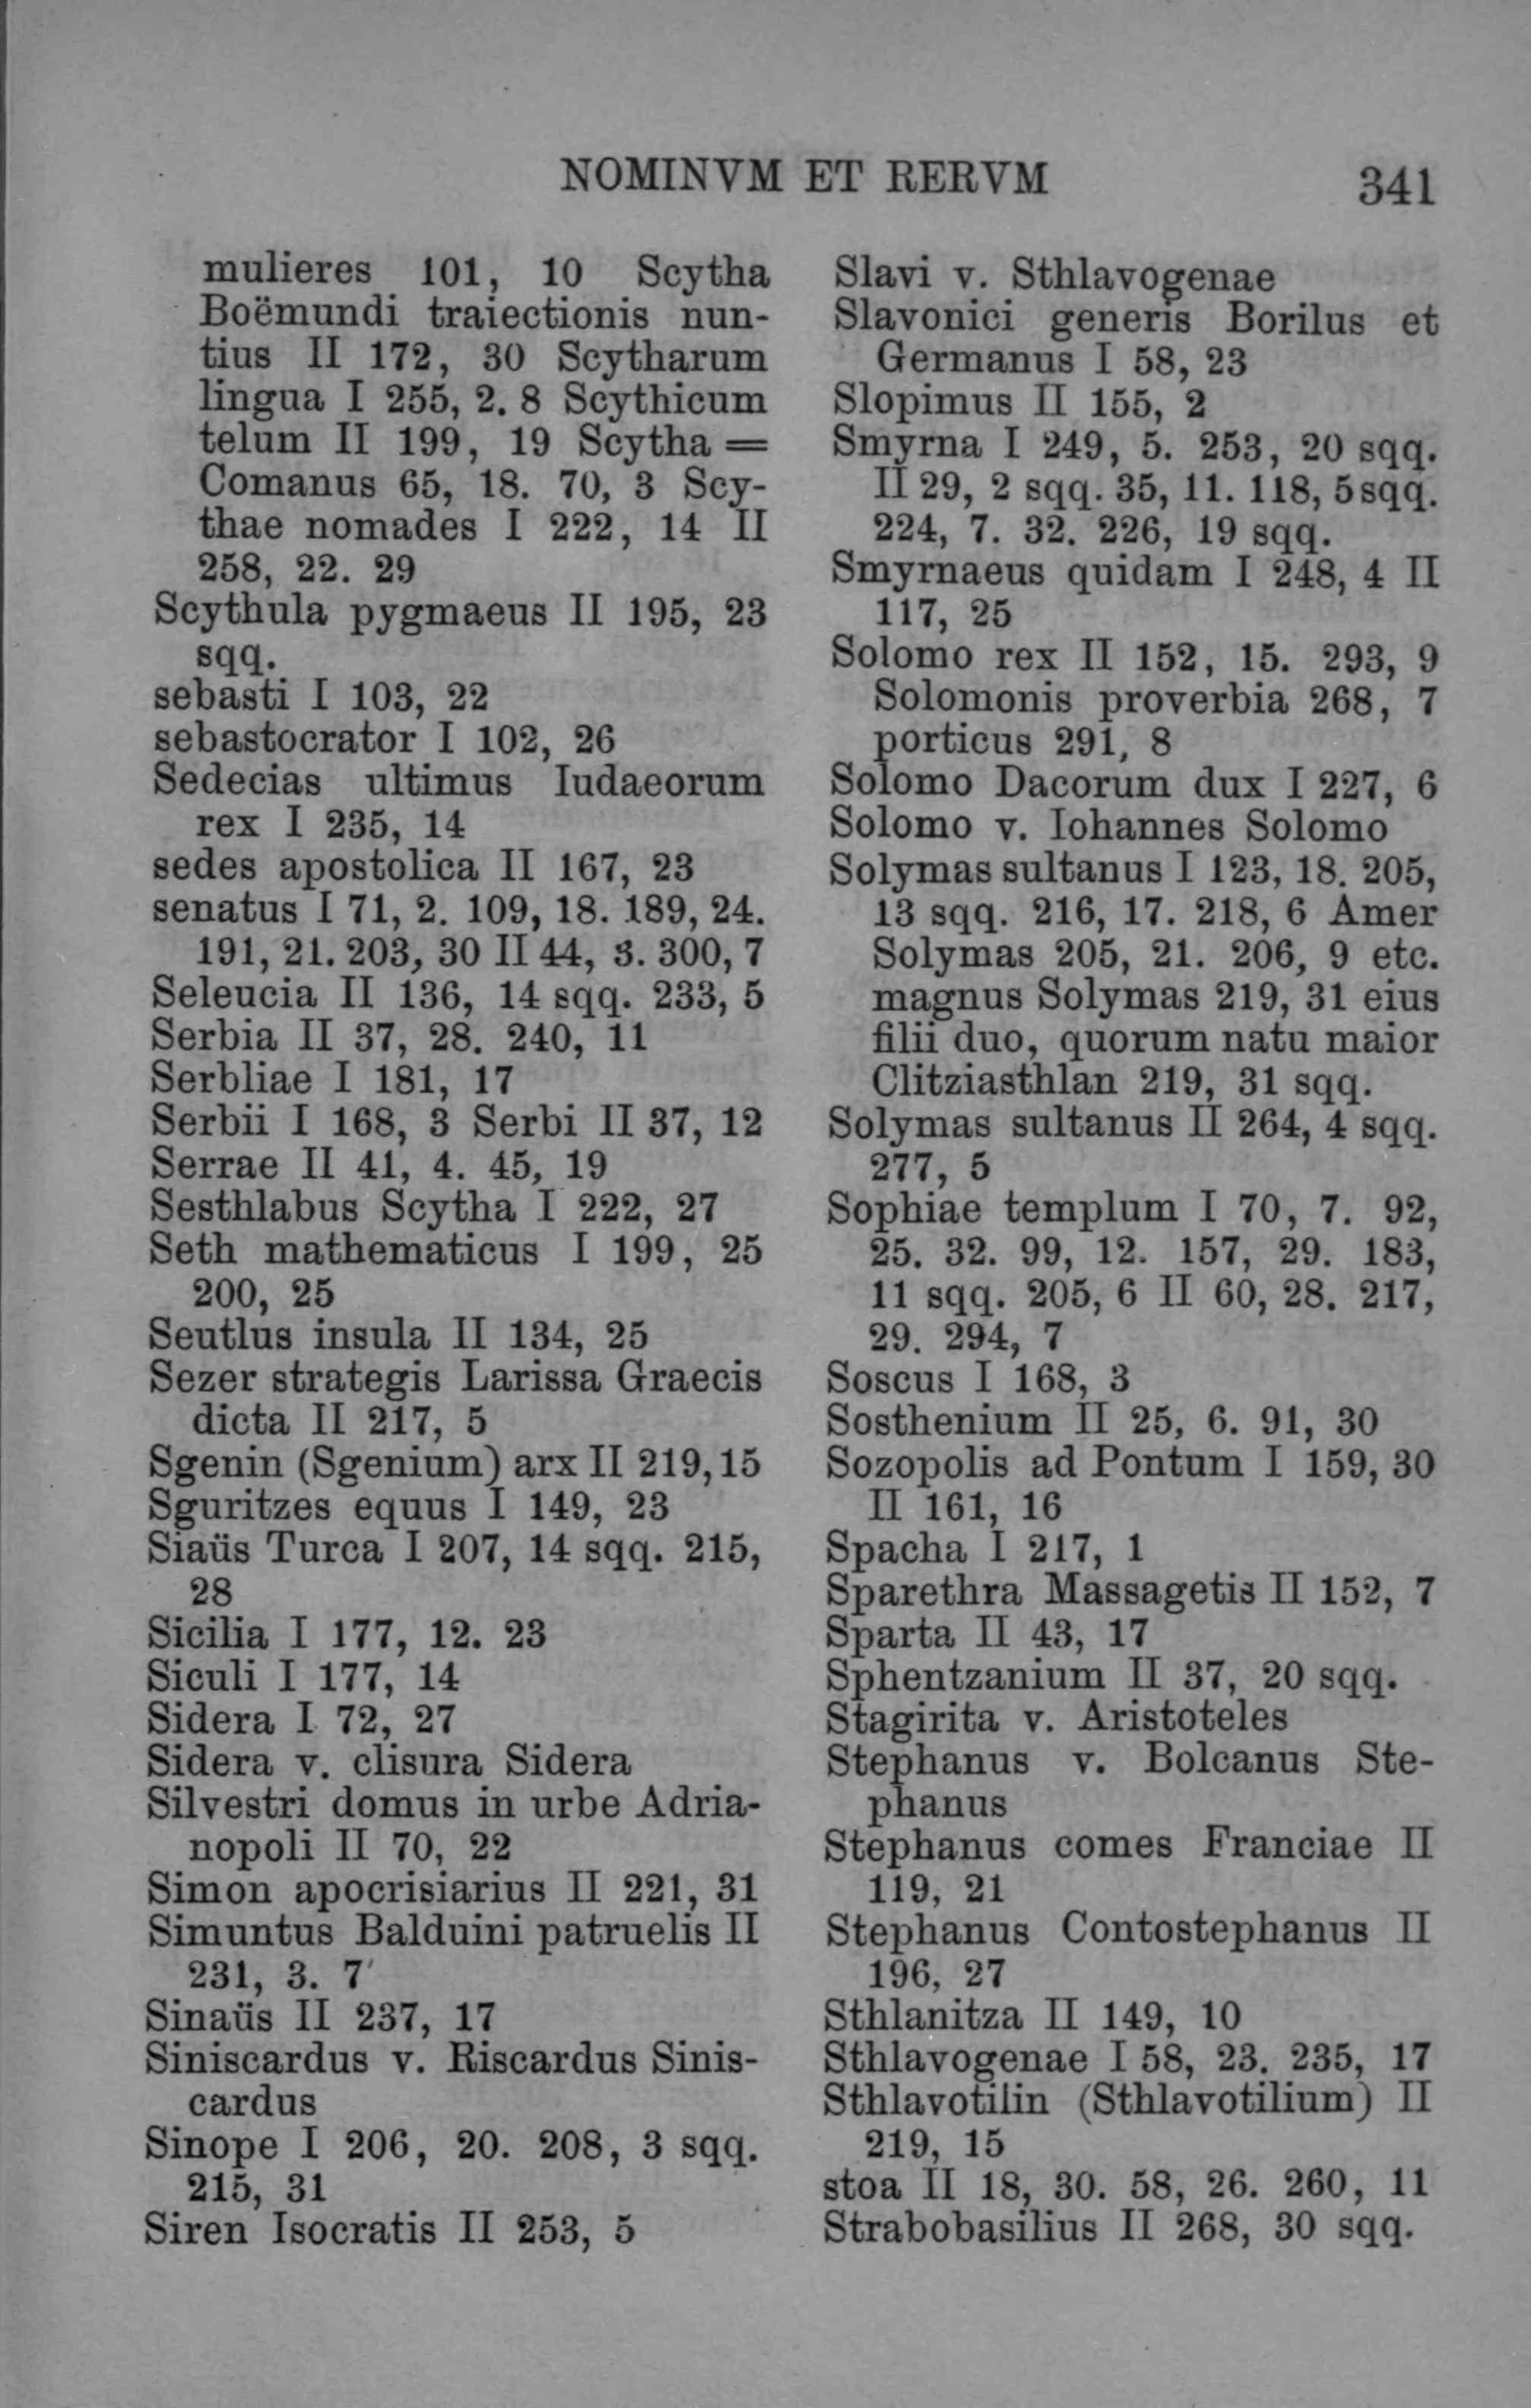 NOMINVM ET RERVM
341
mulieres 101, 10 Scytha
Boëmundi traiectionis nun-
tius II 172, 30 Scytharum
lingua I 255, 2. 8 Scythicum
telum II 199, 19 Scytha =
Comanus 65, 18. 70, 3 Scy-
thae nomades I 222, 14 II
258, 22. 29
Scythula pygmaeus II 195, 23
sqq.
sebasti I 103, 22
sebastocrator I 102, 26
Sedecias ultimus Iudaeorum
rex I 235, 14
sedes apostolica II 167, 23
senatus I 71, 2. 109, 18. 189, 24.
191, 21. 203, 30 II 44, 3. 300, 7
Seleucia II 136, 14 sqq. 233, 5
Serbia II 37, 28. 240, 11
Serbliae I 181, 17
Serbii I 168, 3 Serbi II 37, 12
Serrae II 41, 4. 45, 19
Sesthlabus Scytha I 222, 27
Seth mathematicus I 199, 25
200, 25
Seutlus insula II 134, 25
Sezer strategis Larissa Graecis
dicta II 217, 5
Sgenin (Sgenium) arx II 219, 15
Sguritzes equus I 149, 23
Siaüs Turca I 207, 14 sqq. 215,
28
Sicilia I 177, 12. 23
Siculi I 177, 14
Sidera I 72, 27
Sidera v. clisura Sidera
Silvestri domus in urbe Adria-
nopoli II 70, 22
Simon apocrisiarius II 221, 31
Simuntus Balduini patruelis II
231, 3. 7
Sinaüs II 237, 17
Siniscardus v. Riscardus Sinis-
cardus
Sinope I 206, 20. 208, 3 sqq.
215, 31
Siren Isocratis II 253, 5
Slavi v. Sthlavogenae
Slavonici generis Borilus et
Germanus I 58, 23
Slopimus II 155, 2
Smyrna I 249, 5. 253, 20 sqq.
II 29, 2 sqq. 35, 11. 118, 5 sqq.
224, 7. 32. 226, 19 sqq.
Smyrnaeus quidam I 248, 4 II
117, 25
Solomo rex II 152, 15. 293, 9
Solomonis proverbia 268, 7
porticus 291, 8
Solomo Dacorum dux I 227, 6
Solomo v. Iohannes Solomo
Solymas sultanus I 123, 18. 205,
13 sqq. 216, 17. 218, 6 Amer
Solymas 205, 21. 206, 9 etc.
magnus Solymas 219, 31 eius
filii duo, quorum natu maior
Clitziasthlan 219, 31 sqq.
Solymas sultanus II 264, 4 sqq.
277, 5
Sophiae templum I 70, 7. 92,
25. 32. 99, 12. 157, 29. 183,
11 sqq. 205, 6 II 60, 28. 217,
29. 294, 7
Soscus I 168, 3
Sosthenium II 25, 6. 91, 30
Sozopolis ad Pontum I 159, 30
II 161, 16
Spacha I 217, 1
Sparethra Massagetis II 152, 7
Sparta II 43, 17
Sphentzanium II 37, 20 sqq.
Stagirita v. Aristoteles
Stephanus v. Bolcanus Ste-
phanus
Stephanus comes Franciae II
119, 21
Stephanus Contostephanus II
196, 27
Sthlanitza II 149, 10
Sthlavogenae I 58, 23. 235, 17
Sthlavotilin (Sthlavotilium) II
219, 15
stoa II 18, 30. 58, 26. 260, 11
Strabobasilius II 268, 30 sqq.